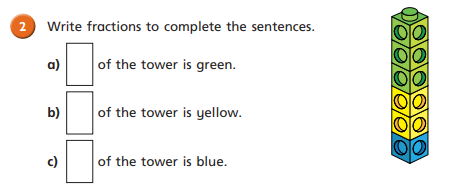 2 Write fractions to complete the sentences.
a) of the tower is green.
b) of the tower is yellow.
c) of the tower is blue.